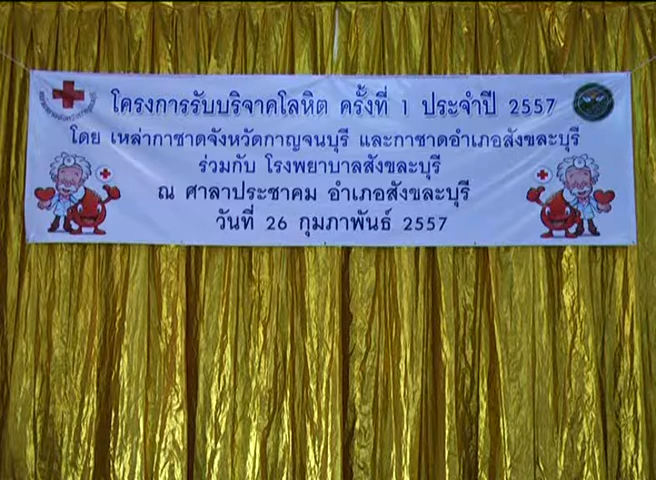 โครงการรับบริจาคโลหิต ครั้งที่ 1 ประจำปี 2557
โดย เหล่ากาชาดจังหวัดกาญจนบุรี และกาชาดอำเภอสังขละบุรี
ร่วมกับ โรงพยาบาลสังขละบุรี
ณ ศาลาประชาคม อำเภอสังขละบุรี
วันที่ 26 กุมภาพันธ์ 2557